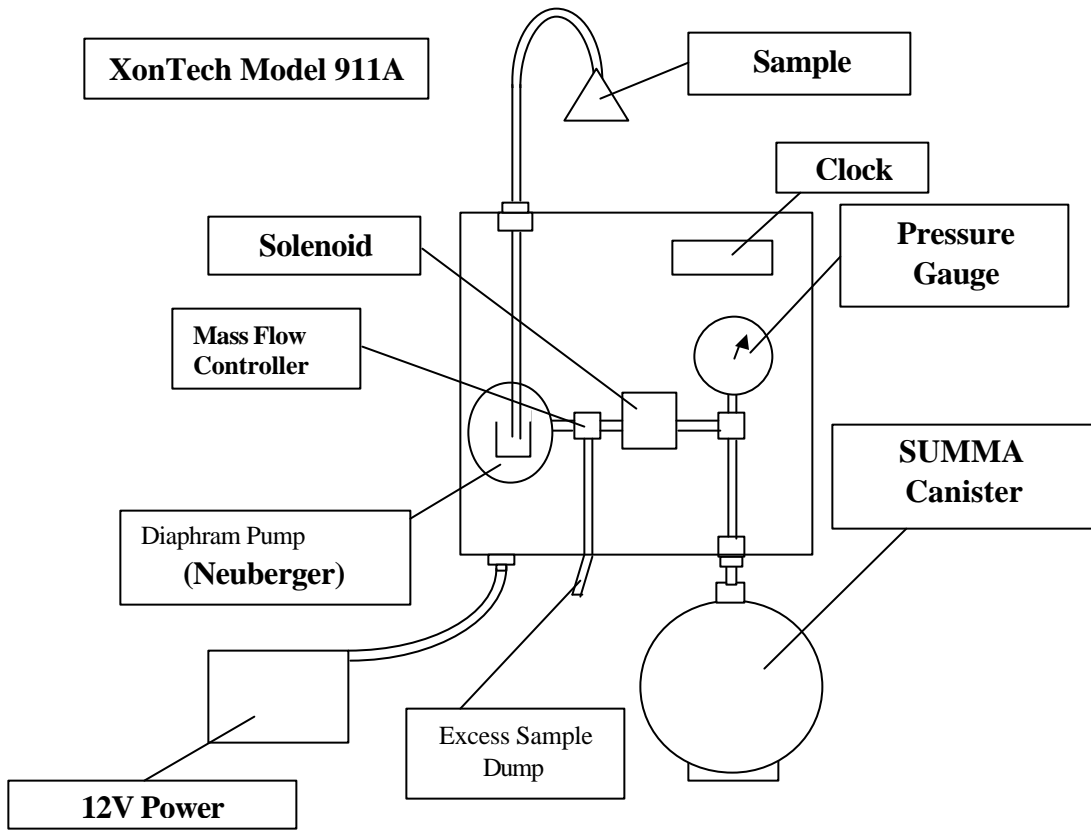 XonTech Model 911A
Sample
Clock
Solenoid
Pressure
Gauge
Mass Flow
Controller
SUMMA
Canister
Diaphram Pump
(Neuberger)
Excess Sample
Dump
12V Power